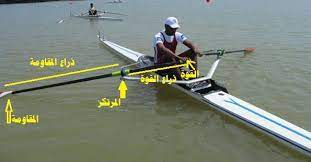 ذراع المقاومة
القوة
ذراع القوة
المرتكز
المقاومة